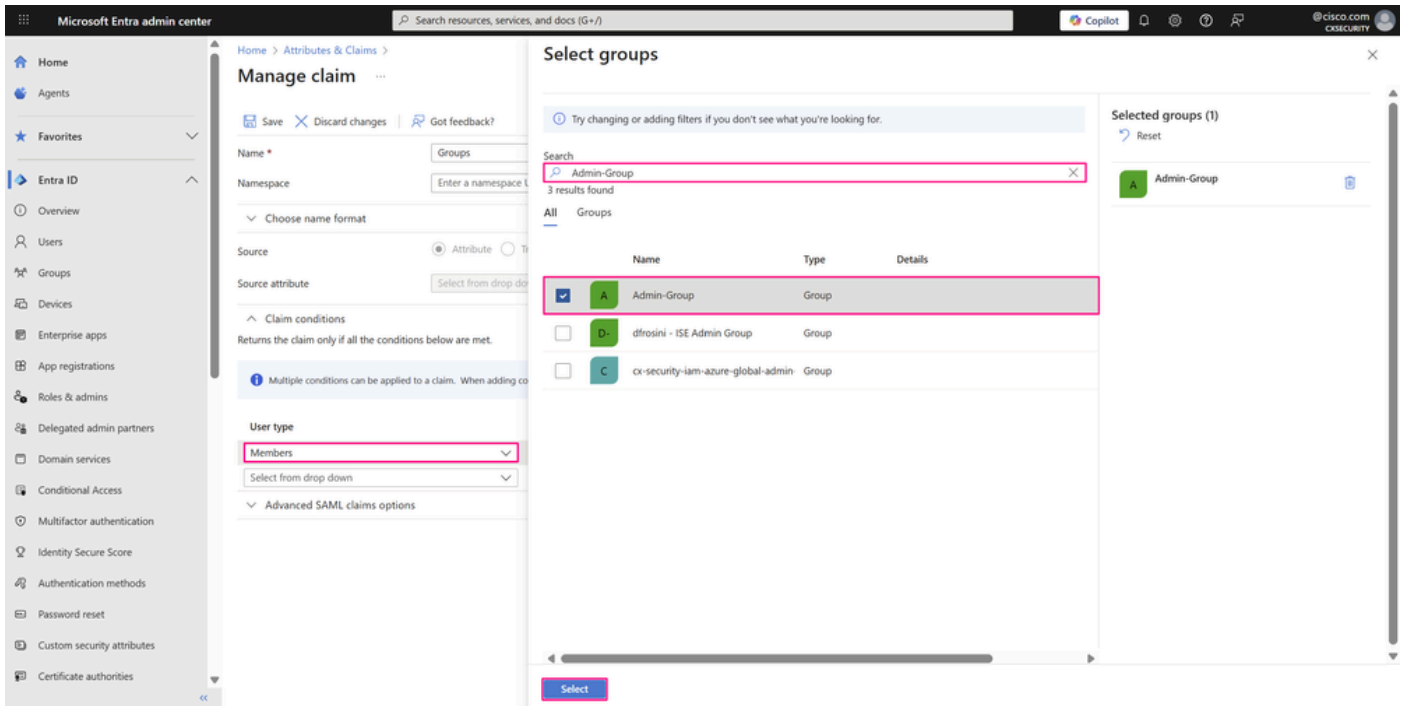 Microsoft Entra admin center
Search resources, services, and docs (G+/)
Copilot
@cisco.com
CXSECURITY
Home
Agents
Favorites
Entra ID
Overview
Users
Groups
Devices
Enterprise apps
App registrations
Roles & admins
Delegated admin partners
Domain services
Conditional Access
Multifactor authentication
Identity Secure Score
Authentication methods
Password reset
Custom security attributes
Certificate authorities
Home > Attributes & Claims >
Manage claim ...
Save Discard changes Got feedback?
Name * Groups
Namespace Enter a namespace
Choose name format
Source Attribute
Source attribute Select from drop do
Claim conditions
Returns the claim only if all the conditions below are met.
Multiple conditions can be applied to a claim. When adding co
User type
Members
Select from drop down
Advanced SAML claims options
Select groups
Try changing or adding filters if you don't see what you're looking for.
Search
Admin-Group
3 results found
All Groups
Name Type Details
A Admin-Group Group
D- dfrosini - ISE Admin Group Group
C cx-security-iam-azure-global-admin Group
Select
Selected groups (1)
Reset
A Admin-Group